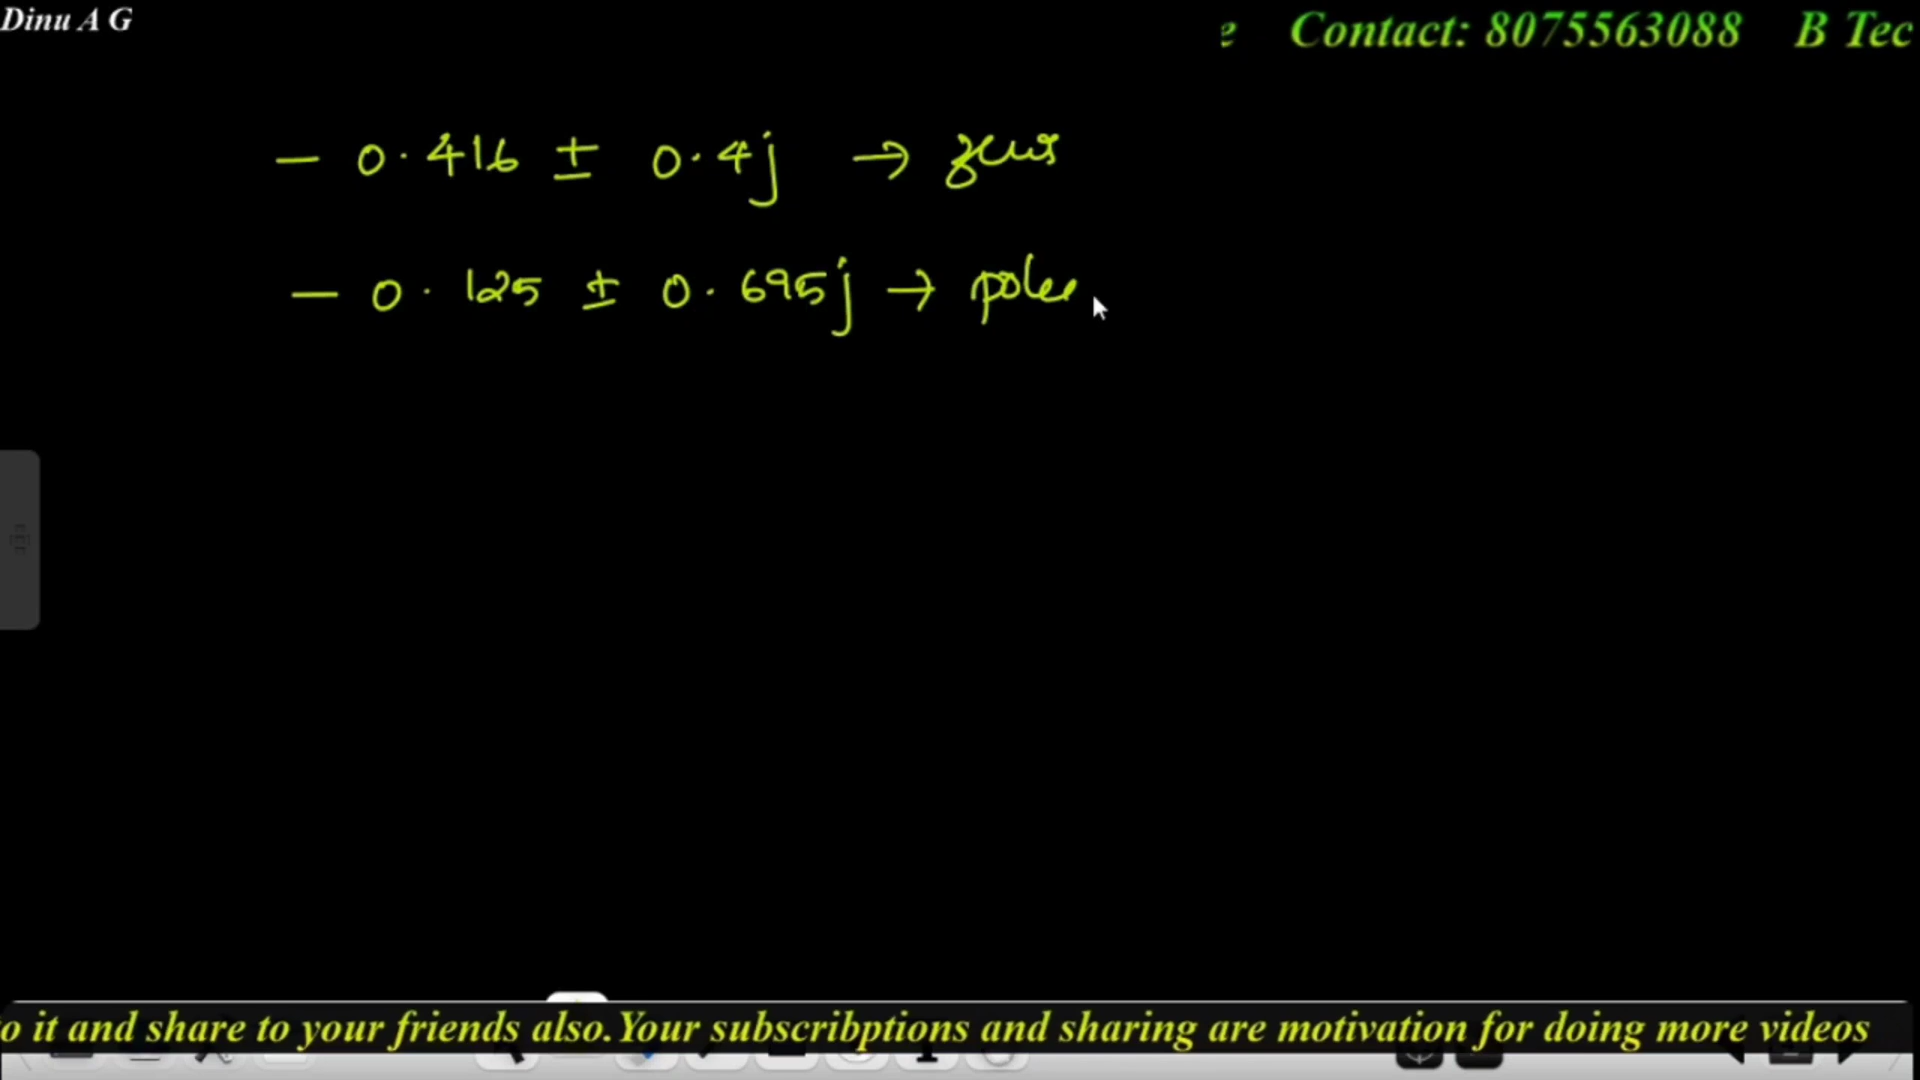 Dinu A G
e Contact: 8075563088 B Tec
- 0.416 ± 0.4j → zeros
- 0.125 ± 0.695j → poles
o it and share to your friends also.Your subscribptions and sharing are motivation for doing more videos